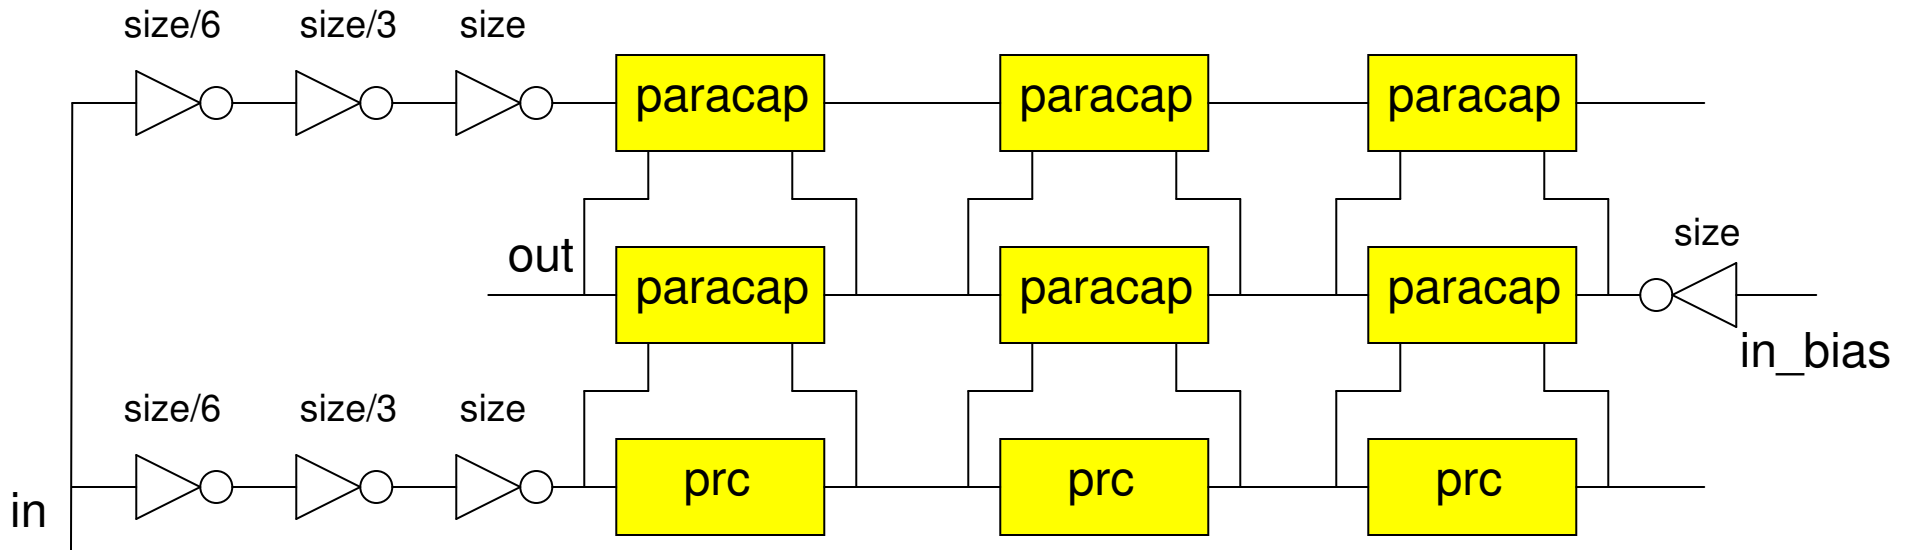 size/6 size/3 size
paracap paracap paracap
size
out
paracap paracap paracap
in_bias
size/6 size/3 size
prc prc prc
in